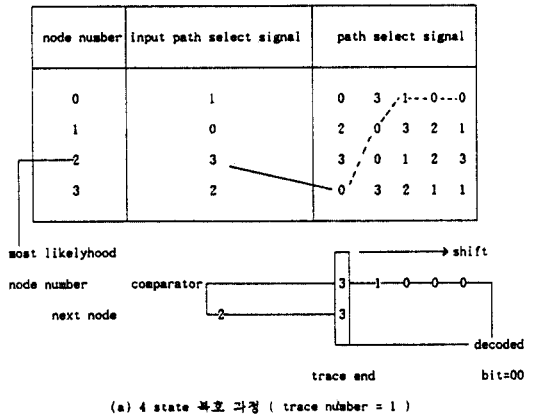 node number input path select signal path select signal
0 1 0 3 1 0 0
1 0 2 0 3 2 1
2 3 3 0 1 2 3
3 2 0 3 2 1 1
most likelyhood
shift
node number comparator 3 1 0 0 0
next node 2 3
decoded
trace end bit=00
(a) 4 state 복호 과정 ( trace number = 1 )